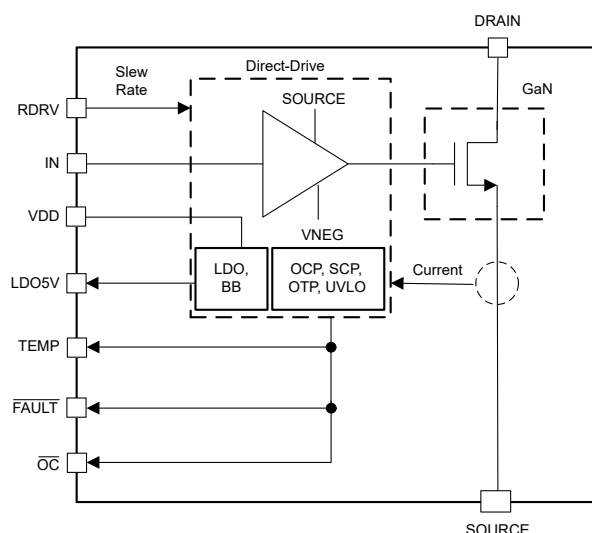 DRAIN
Slew
Rate
Direct-Drive
GaN
RDRV
SOURCE
IN
VDD
VNEG
LDO,
BB
OCP, SCP,
OTP, UVLO
Current
LDO5V
TEMP
FAULT
OC
SOURCE